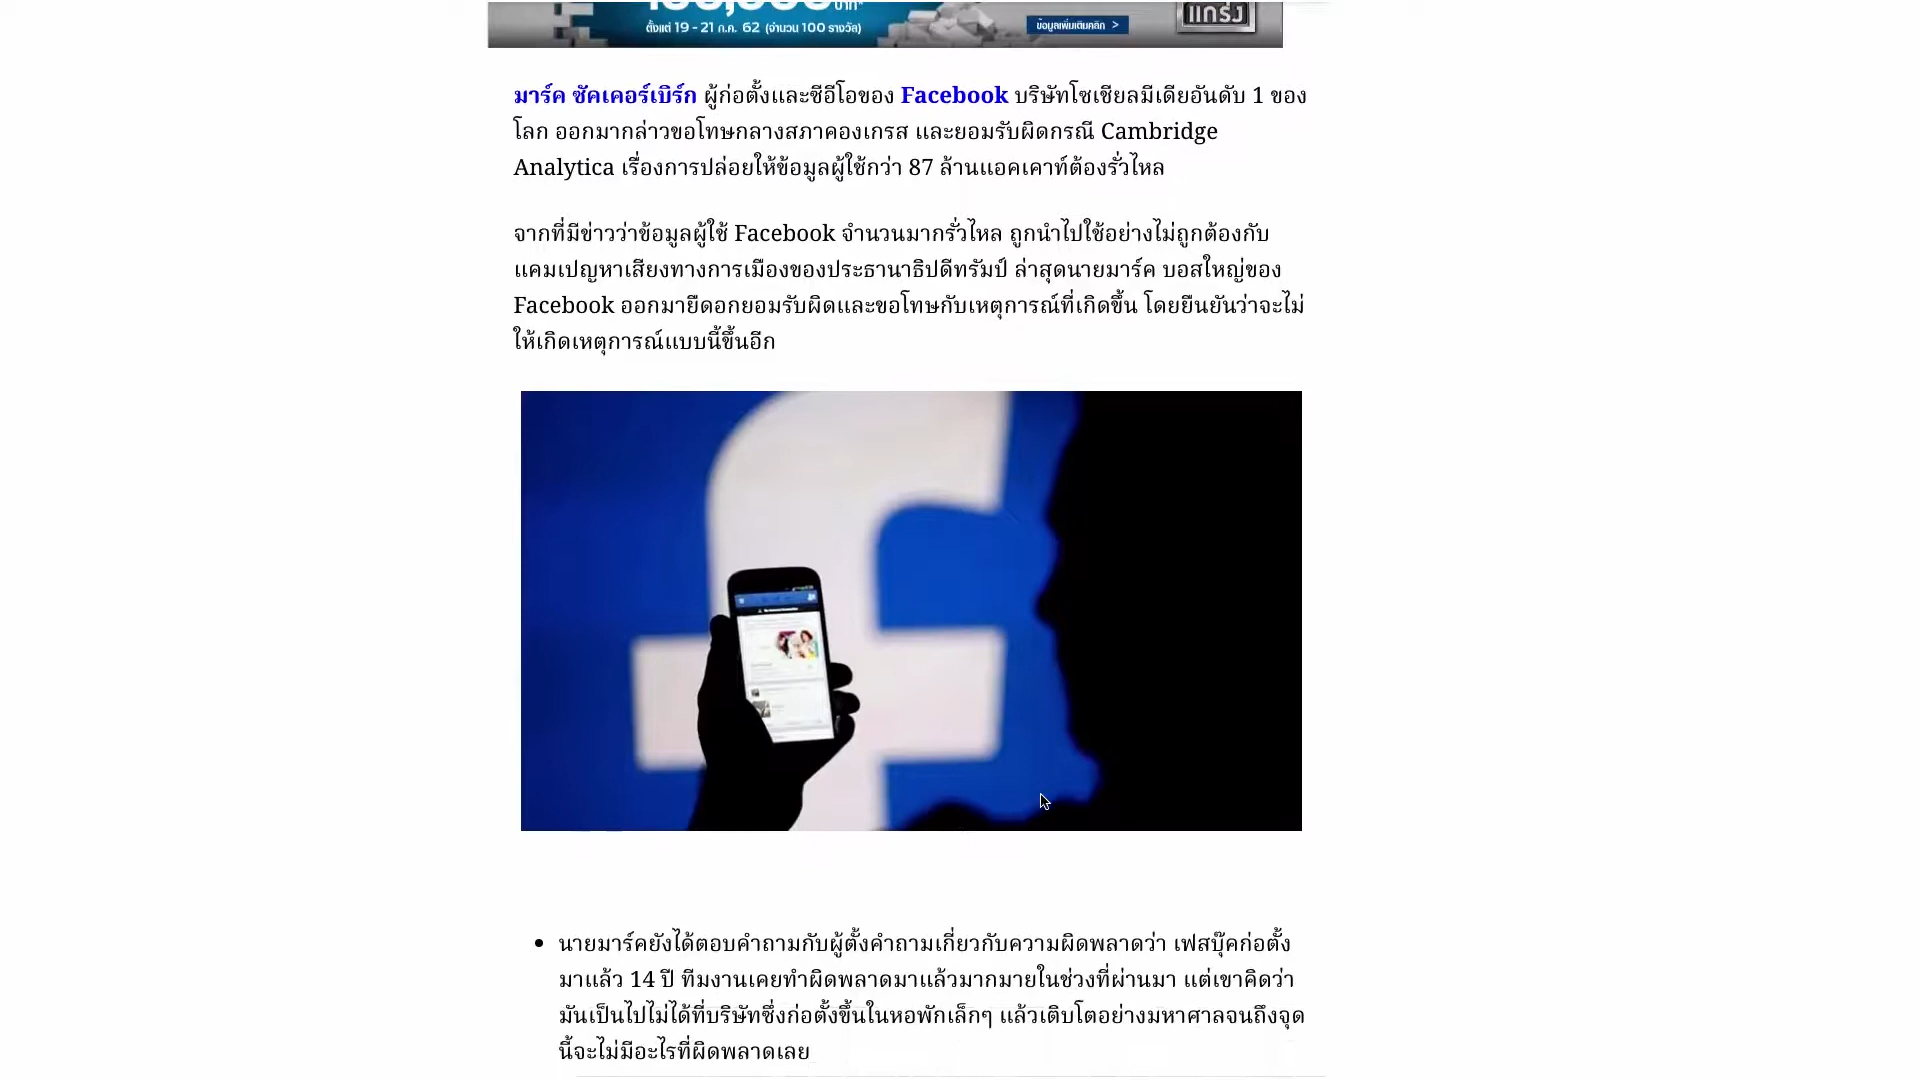 บาท*
ตั้งแต่ 19 - 21 ก.ค. 62 (จำนวน 100 รางวัล)
ข้อมูลเพิ่มเติมคลิก >
แกร่ง
มาร์ค ซัคเคอร์เบิร์ก ผู้ก่อตั้งและซีอีโอของ Facebook บริษัทโซเชียลมีเดียอันดับ 1 ของ
โลก ออกมากล่าวขอโทษกลางสภาคองเกรส และยอมรับผิดกรณี Cambridge
Analytica เรื่องการปล่อยให้ข้อมูลผู้ใช้กว่า 87 ล้านแอคเคาท์ต้องรั่วไหล
จากที่มีข่าวว่าข้อมูลผู้ใช้ Facebook จำนวนมากรั่วไหล ถูกนำไปใช้อย่างไม่ถูกต้องกับ
แคมเปญหาเสียงทางการเมืองของประธานาธิปดีทรัมป์ ล่าสุดนายมาร์ค บอสใหญ่ของ
Facebook ออกมายืดอกยอมรับผิดและขอโทษกับเหตุการณ์ที่เกิดขึ้น โดยยืนยันว่าจะไม่
ให้เกิดเหตุการณ์แบบนี้ขึ้นอีก
นายมาร์คยังได้ตอบคำถามกับผู้ตั้งคำถามเกี่ยวกับความผิดพลาดว่า เฟสบุ๊คก่อตั้ง
มาแล้ว 14 ปี ทีมงานเคยทำผิดพลาดมาแล้วมากมายในช่วงที่ผ่านมา แต่เขาคิดว่า
มันเป็นไปไม่ได้ที่บริษัทซึ่งก่อตั้งขึ้นในหอพักเล็กๆ แล้วเติบโตอย่างมหาศาลจนถึงจุด
นี้จะไม่มีอะไรที่ผิดพลาดเลย